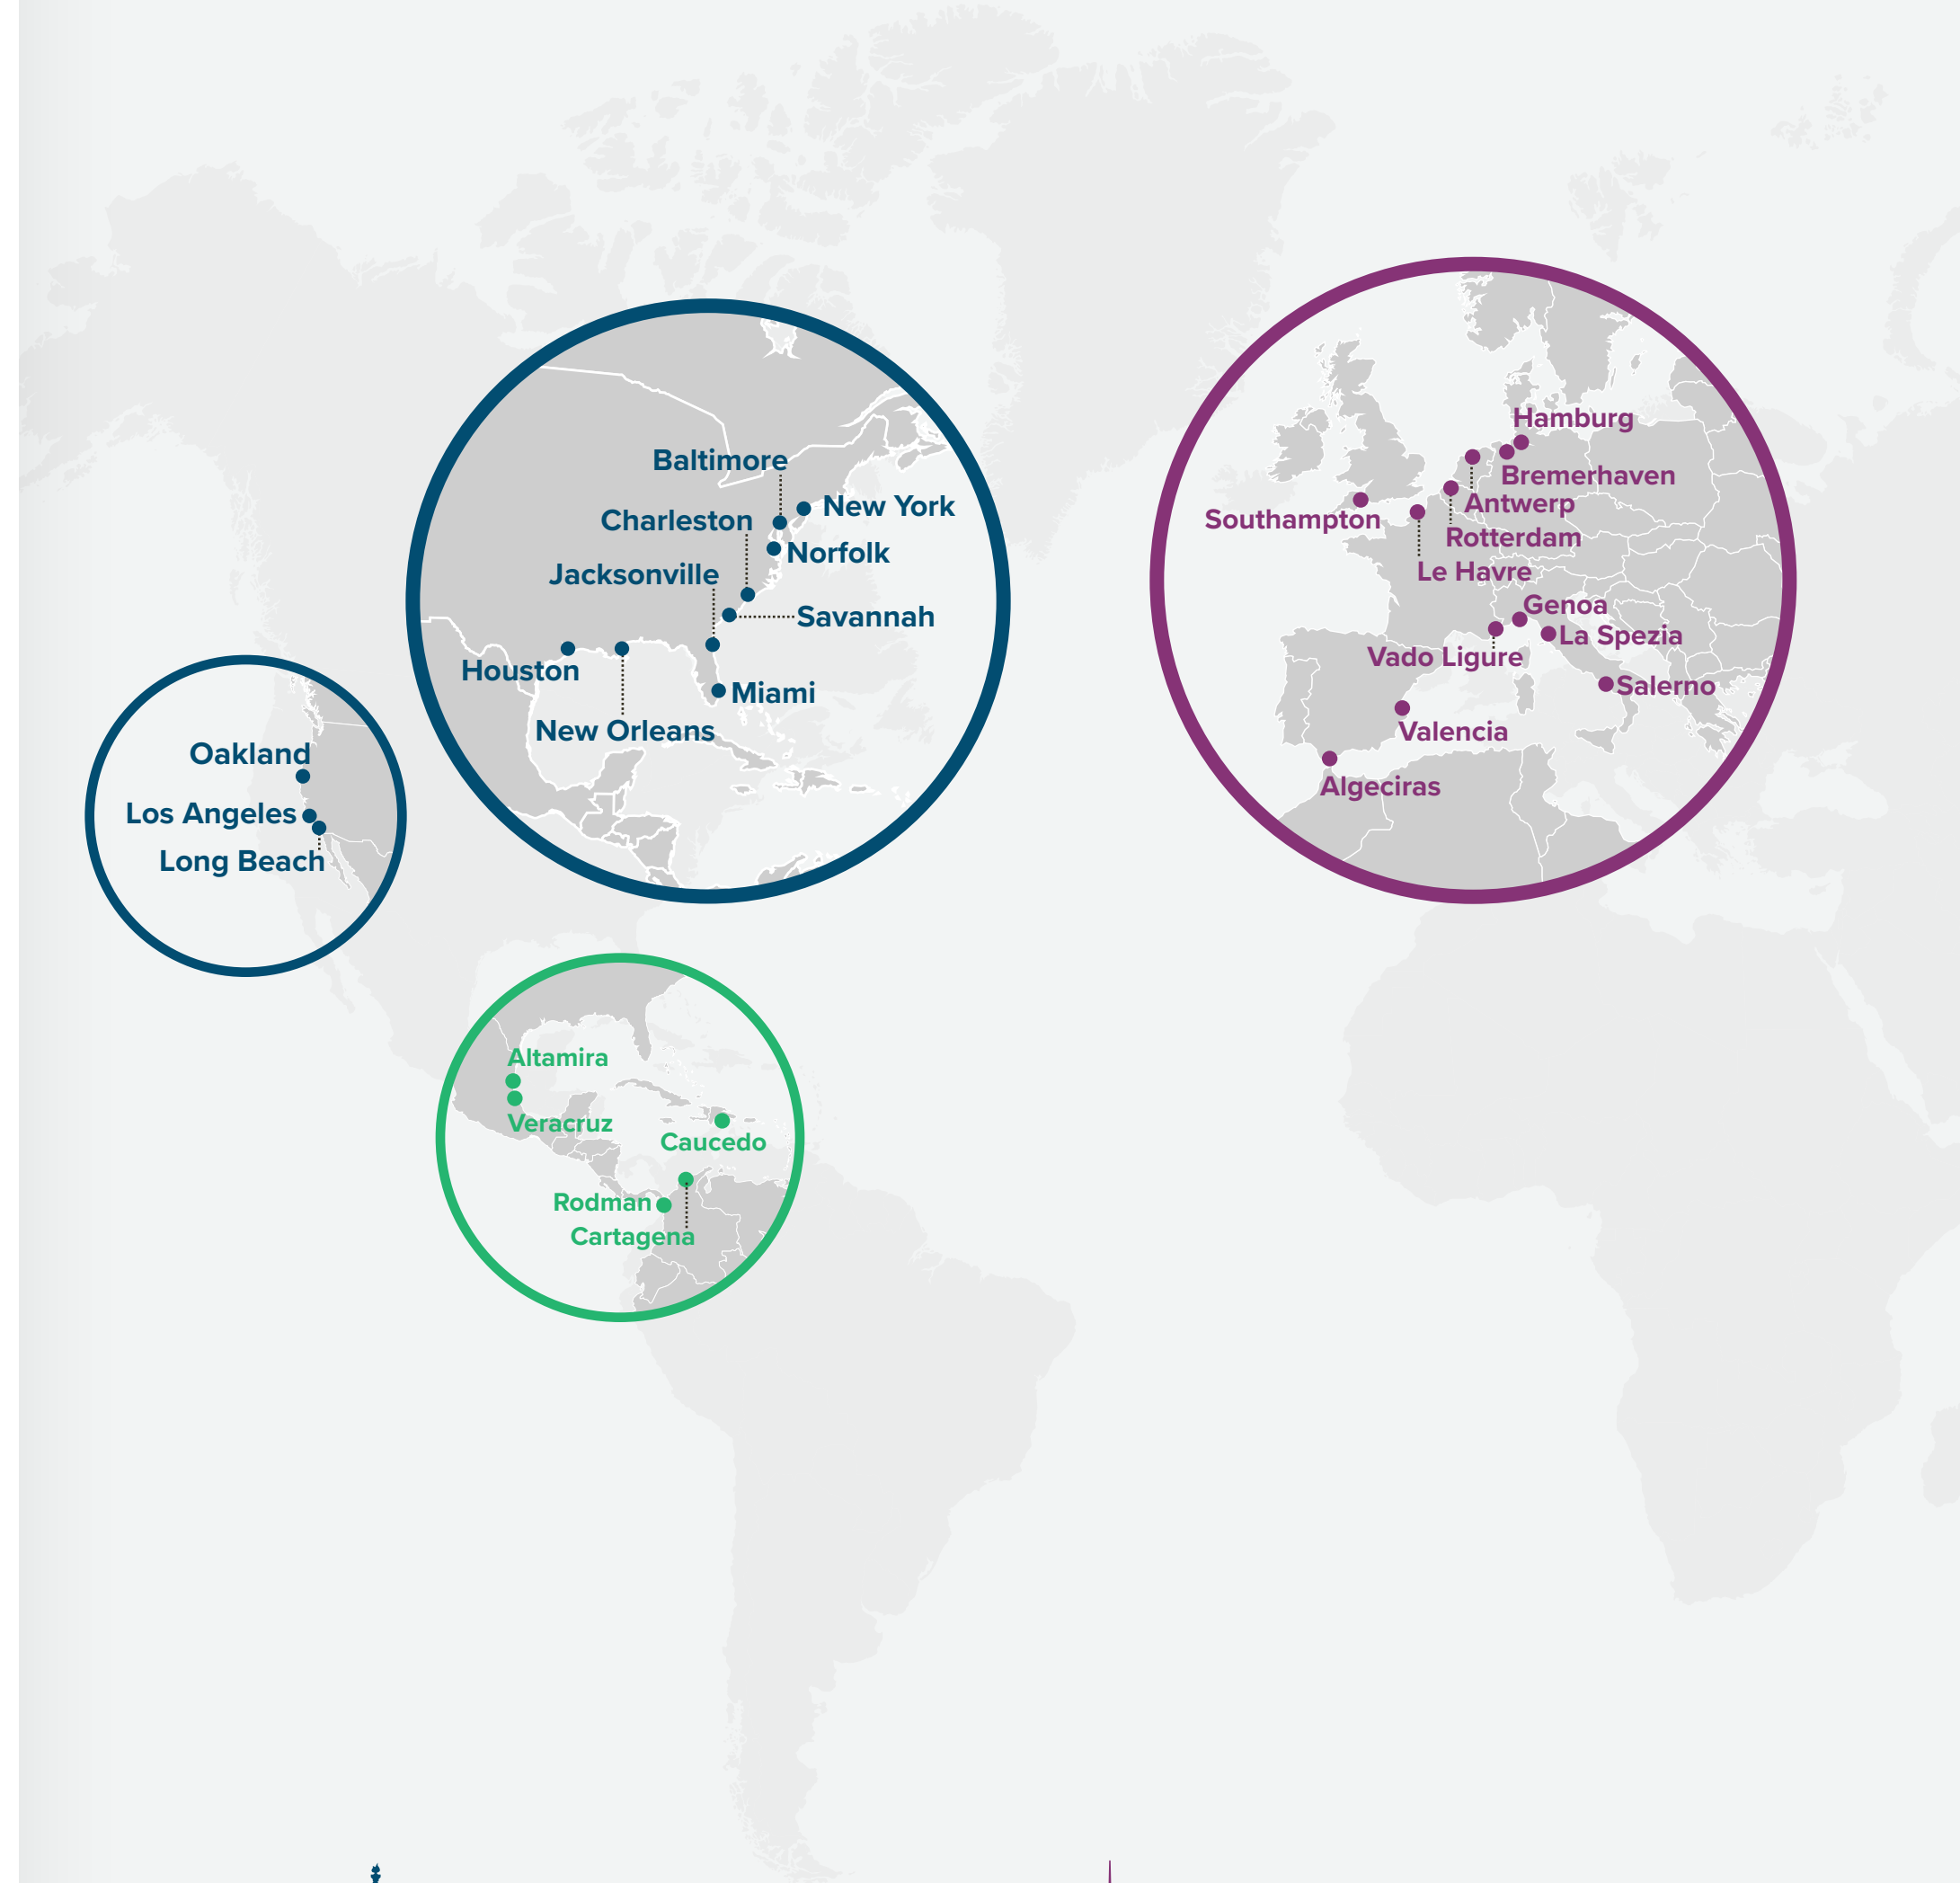 Baltimore
New York
Charleston
Norfolk
Jacksonville
Savannah
Houston
Miami
New Orleans
Oakland
Los Angeles
Long Beach
Hamburg
Bremerhaven
Antwerp
Southampton
Rotterdam
Le Havre
Genoa
La Spezia
Vado Ligure
Salerno
Valencia
Algeciras
Altamira
Veracruz
Caucedo
Rodman
Cartagena